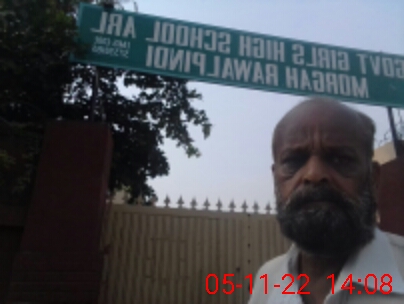 GOVT GIRLS HIGH SCHOOL ARL
MORGAH RAWALPINDI
05-11-22 14:08